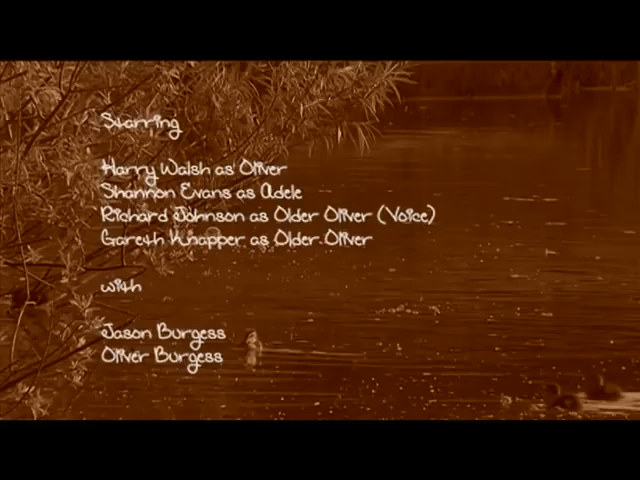 Starring
Harry Walsh as Oliver
Shannon Evans as Adele
Richard Johnson as Older Oliver (Voice)
Gareth Knapper as Older Oliver
with
Jason Burgess
Oliver Burgess